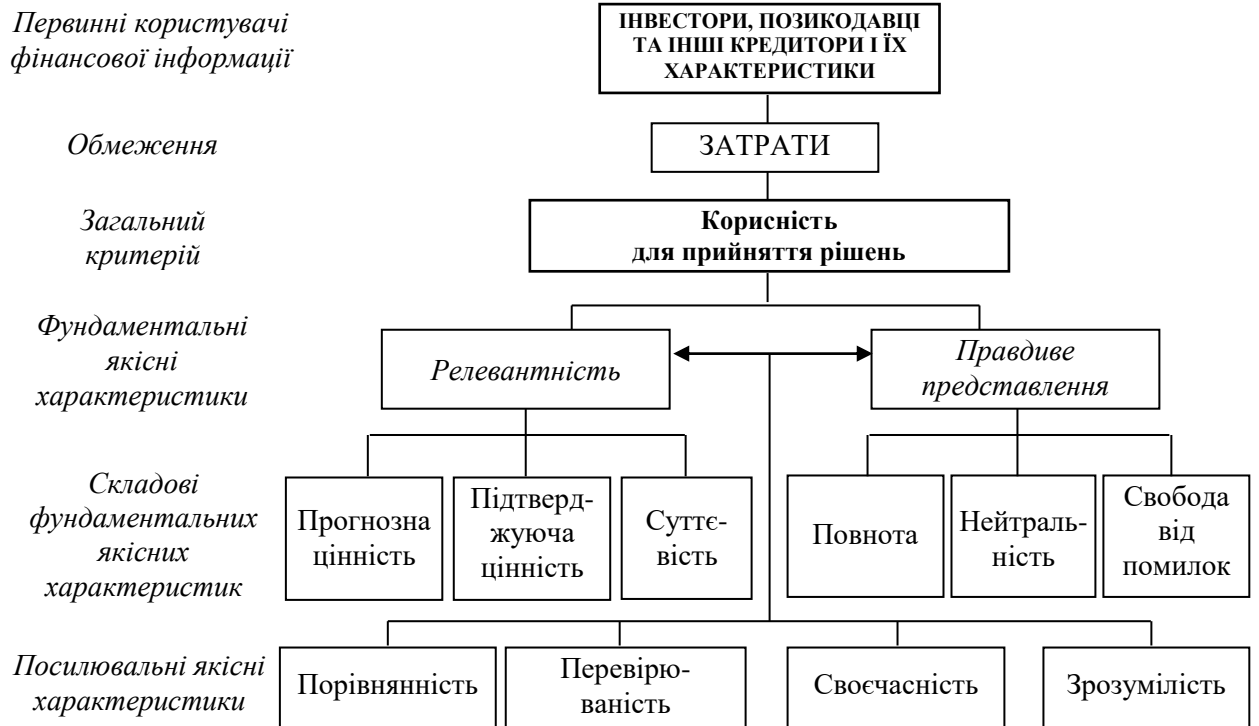 Первинні користувачі
фінансової інформації
ІНВЕСТОРИ, ПОЗИКОДАВЦІ
ТА ІНШІ КРЕДИТОРИ І ЇХ
ХАРАКТЕРИСТИКИ
Обмеження
ЗАТРАТИ
Загальний
критерій
Корисність
для прийняття рішень
Фундаментальні
якісні
характеристики
Релевантність
Правдиве
представлення
Складові
фундаментальних
якісних
характеристик
Прогнозна
цінність
Підтверд-
жуюча
цінність
Суттє-
вість
Повнота
Нейтраль-
ність
Свобода
від
помилок
Посилювальні якісні
характеристики
Порівнянність
Перевірю-
ваність
Своєчасність
Зрозумілість